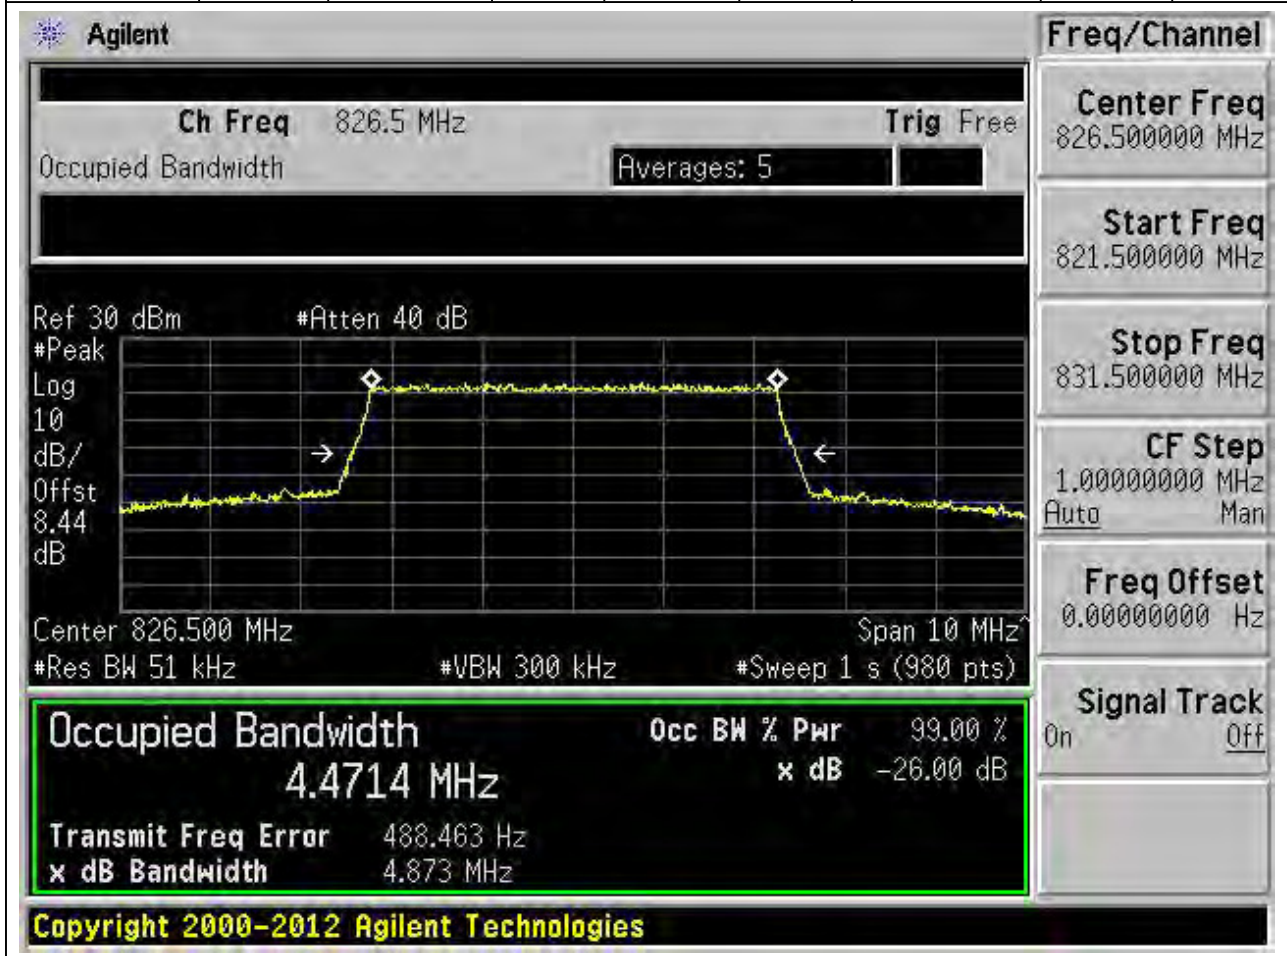 Agilent
Freq/Channel
Ch Freq 826.5 MHz Trig Free
Occupied Bandwidth Averages: 5
Center Freq
826.500000 MHz
Start Freq
821.500000 MHz
Stop Freq
831.500000 MHz
CF Step
1.00000000 MHz
Auto Man
Freq Offset
0.00000000 Hz
Signal Track
On Off
Ref 30 dBm #Atten 40 dB
#Peak
Log
10
dB/
Offst
8.44
dB
Center 826.500 MHz Span 10 MHz^
#Res BW 51 kHz #VBW 300 kHz #Sweep 1 s (980 pts)
Occupied Bandwidth Occ BW % Pwr 99.00 %
4.4714 MHz x dB -26.00 dB
Transmit Freq Error 488.463 Hz
x dB Bandwidth 4.873 MHz
Copyright 2000-2012 Agilent Technologies